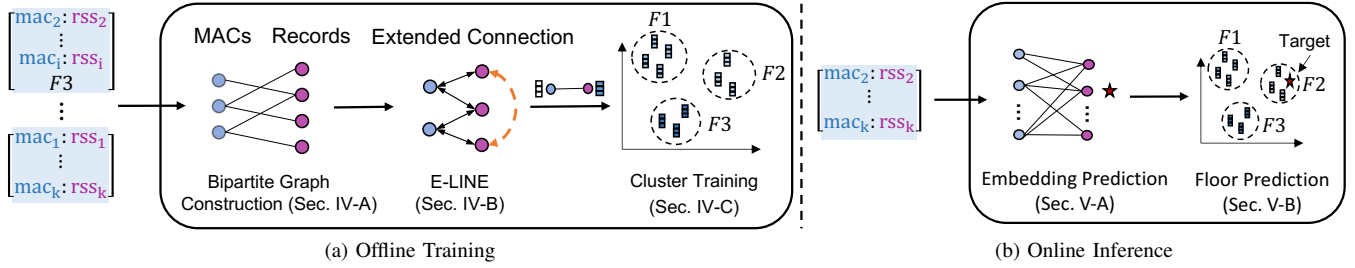 mac2: rss2
⋮
maci: rssi
F3
⋮
mac1: rss1
⋮
mack: rssk
MACs Records Extended Connection
Bipartite Graph
Construction (Sec. IV-A)
E-LINE
(Sec. IV-B)
F1
F2
F3
Cluster Training
(Sec. IV-C)
(a) Offline Training
mac2: rss2
⋮
mack: rssk
Embedding Prediction
(Sec. V-A)
F1
Target
F2
F3
Floor Prediction
(Sec. V-B)
(b) Online Inference